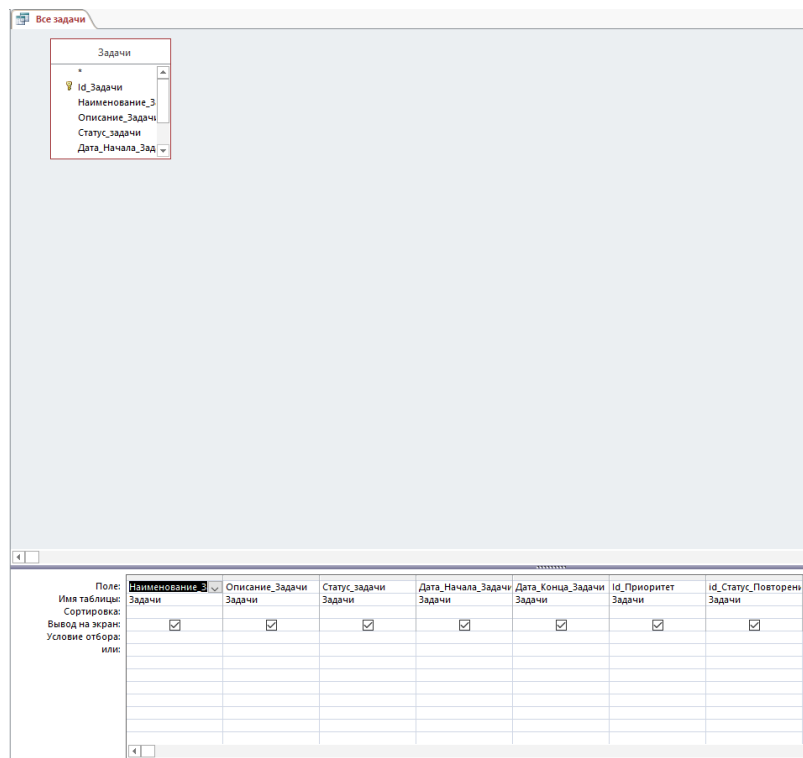 Все задачи
Задачи
*
Id_Задачи
Наименование_З
Описание_Задачи
Статус_задачи
Дата_Начала_Зад
Поле: Наименование_З Описание_Задачи Статус_задачи Дата_Начала_Задачи Дата_Конца_Задачи Id_Приоритет id_Статус_Повторени
Имя таблицы: Задачи Задачи Задачи Задачи Задачи Задачи Задачи
Сортировка:
Вывод на экран:
Условие отбора:
или: